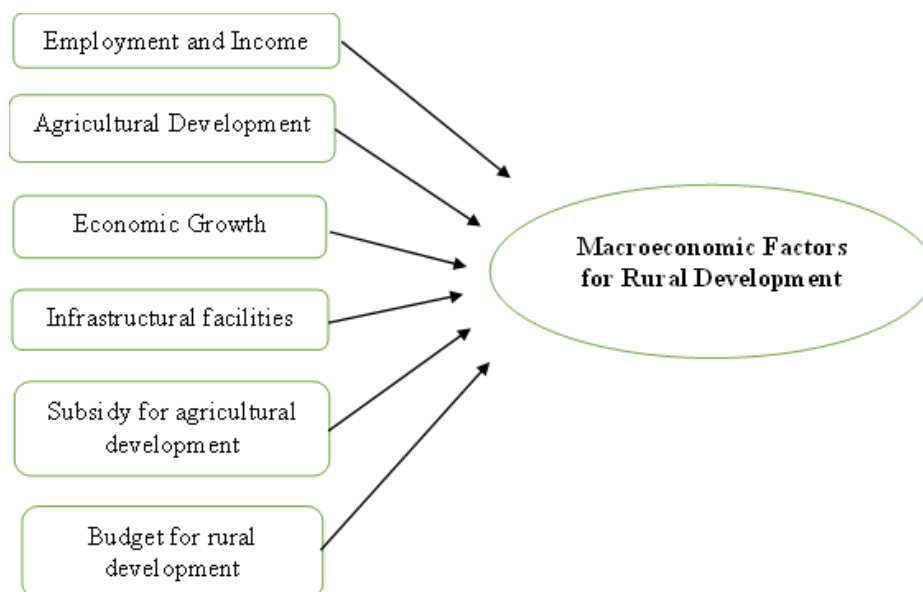 Employment and Income
Agricultural Development
Economic Growth
Infrastructural facilities
Subsidy for agricultural
development
Budget for rural
development
Macroeconomic Factors
for Rural Development